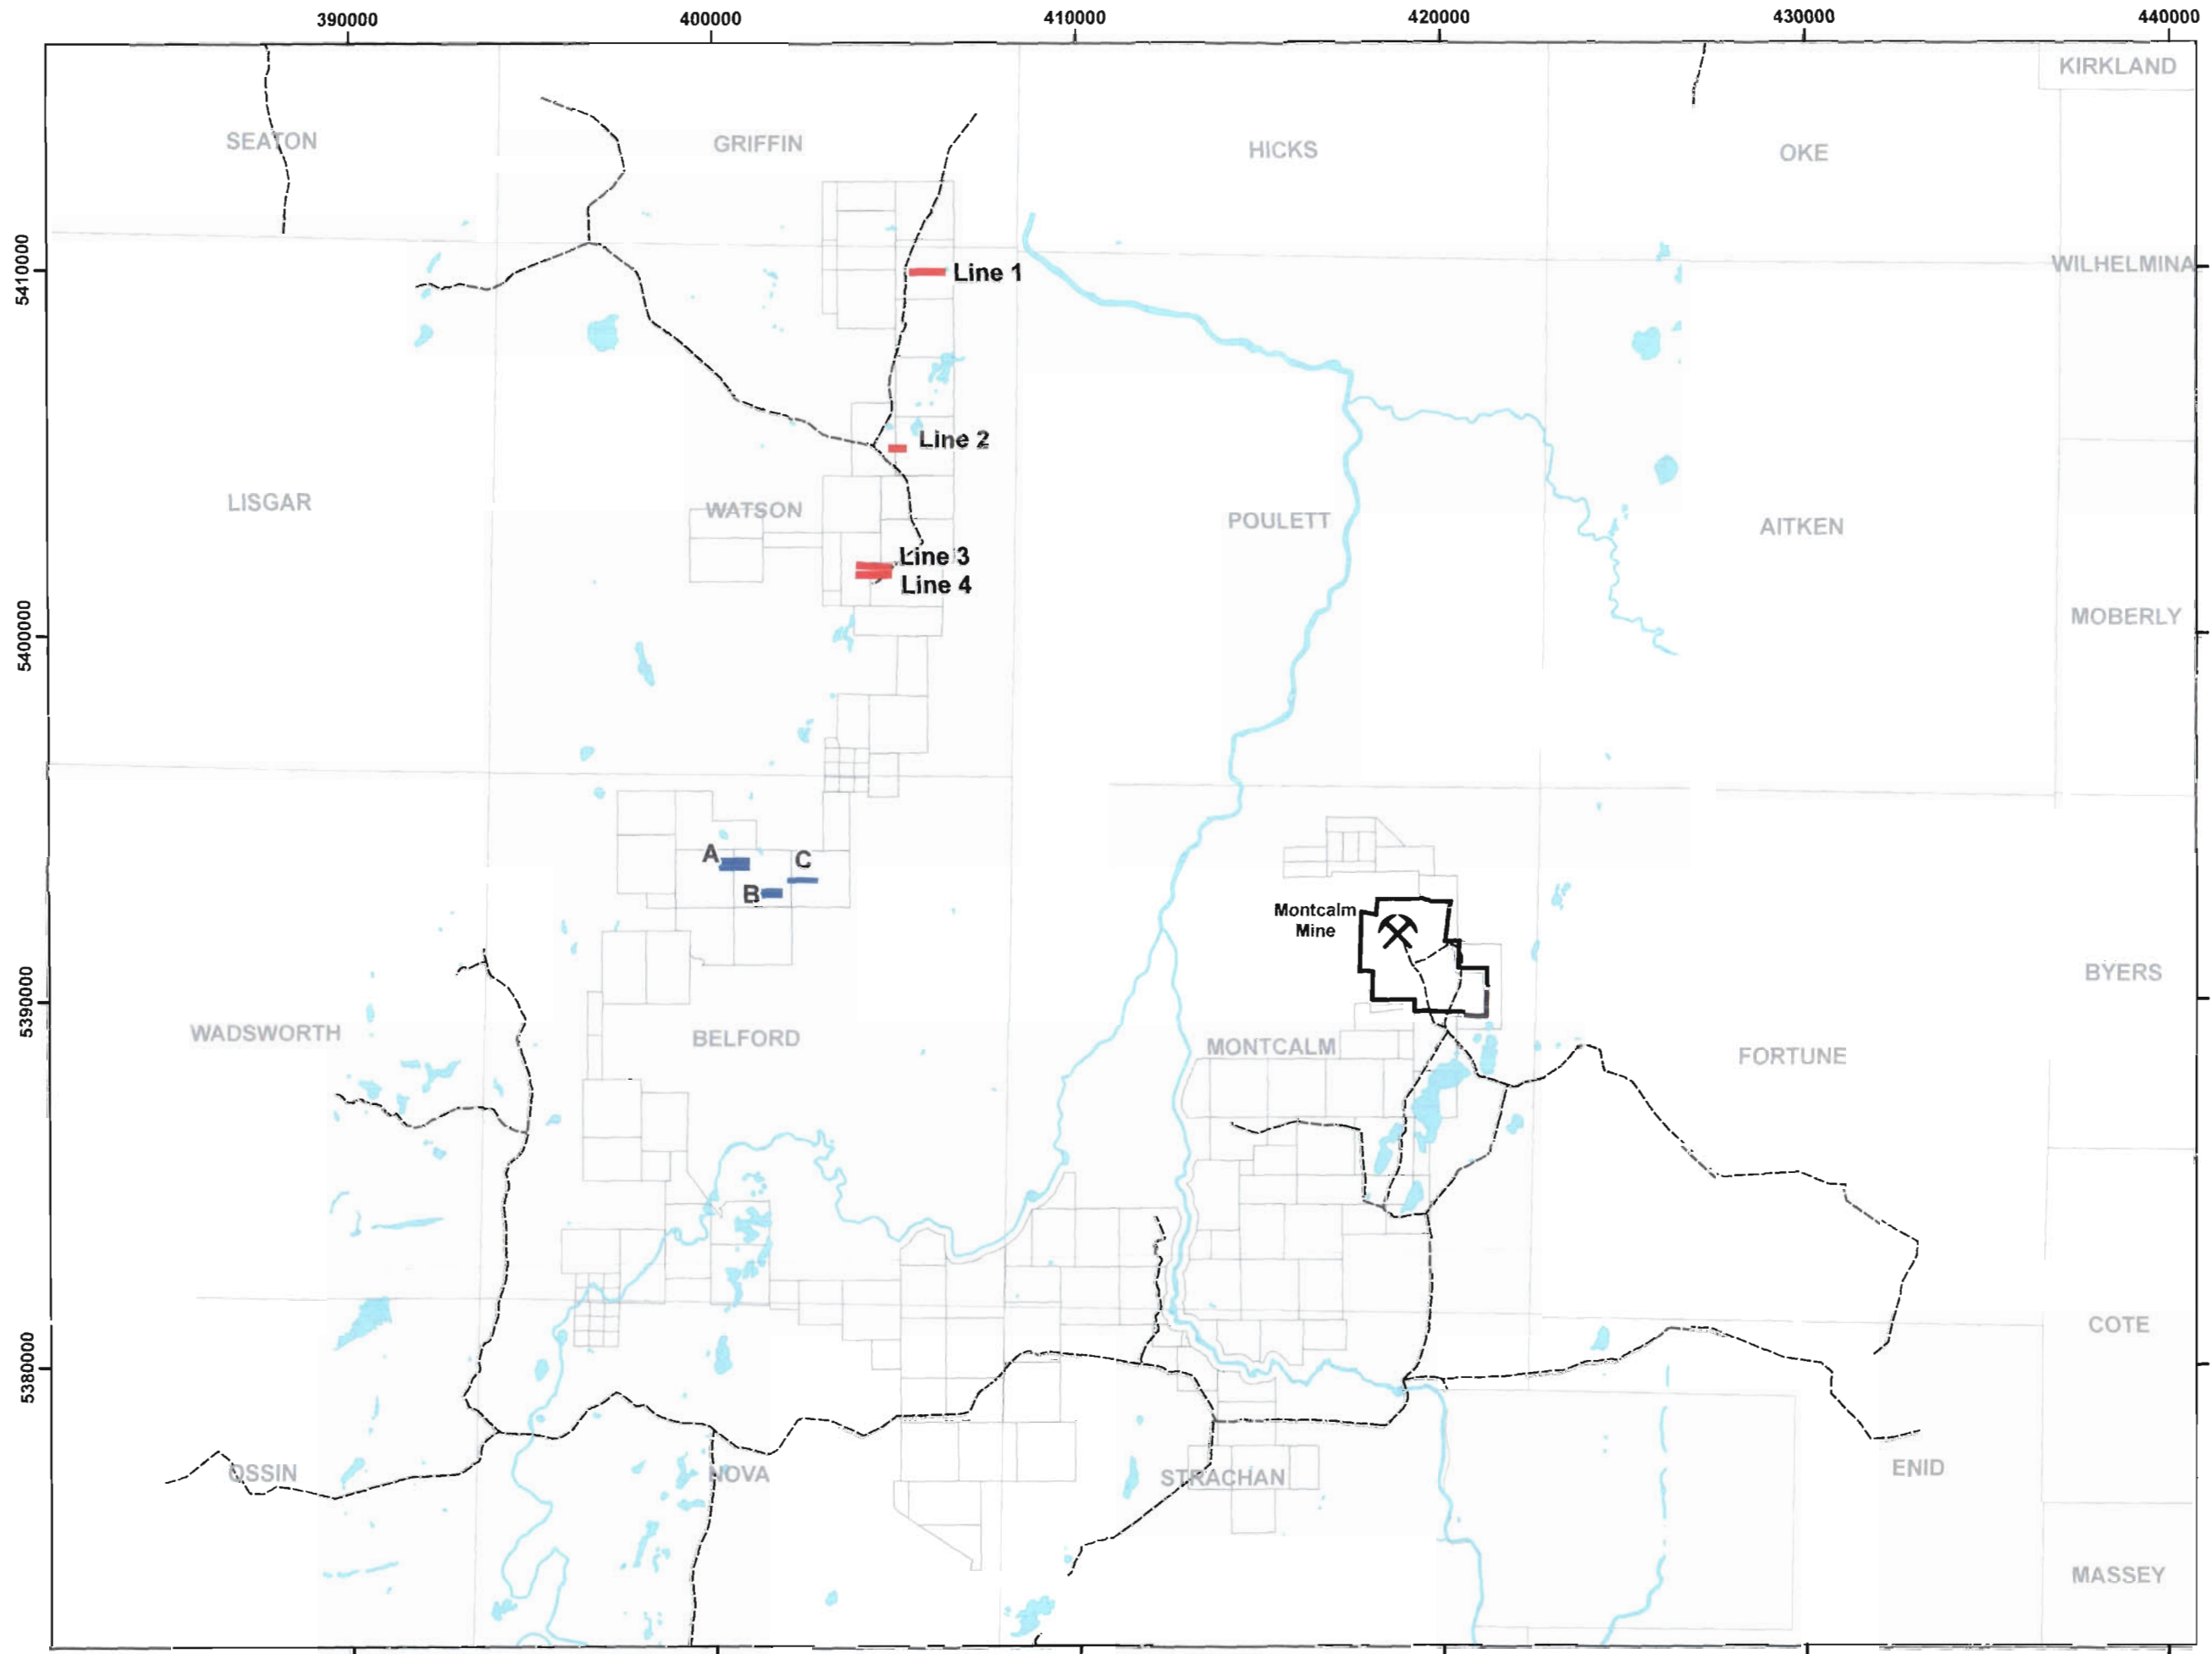 390000
400000
410000
420000
430000
440000
KIRKLAND
SEATON
GRIFFIN
HICKS
OKE
5410000
WILHELMINA
Line 1
Line 2
LISGAR
WATSON
POULETT
AITKEN
Line 3
Line 4
5400000
MOBERLY
A
C
B
Montcalm
Mine
5390000
BYERS
WADSWORTH
BELFORD
MONTCALM
FORTUNE
COTE
5380000
OSSIN
NOVA
STRACHAN
ENID
MASSEY